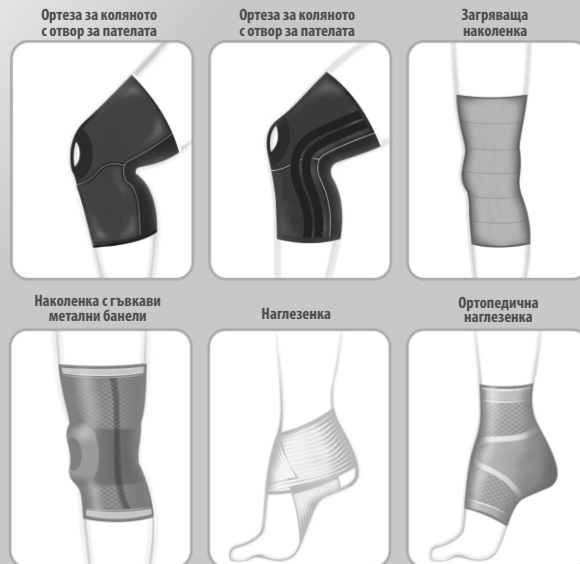 Ортеза за коляното
с отвор за пателата
Ортеза за коляното
с отвор за пателата
Загряваща
наколенка
Наколенка с гъвкави
метални банели
Наглезенка
Ортопедична
наглезенка